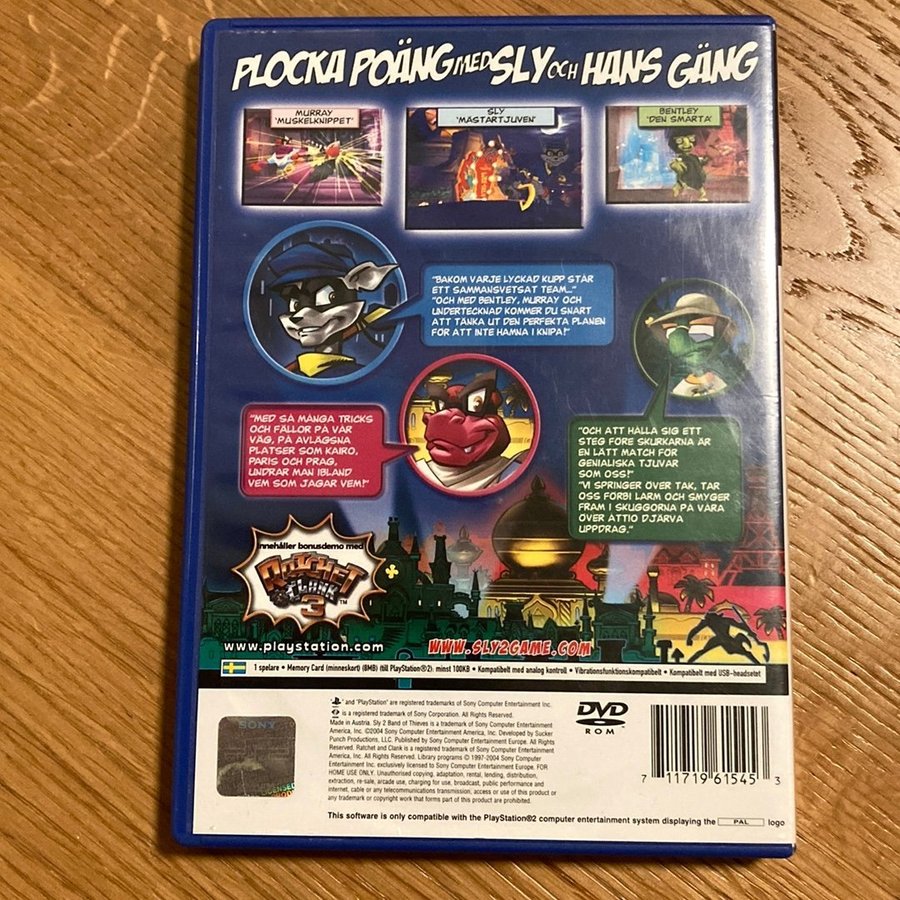 PLOCKA POÄNG MED SLY OCH HANS GÄNG
MURRAY
'MUSKELKNIPPET'
SLY
'MÄSTARTJUVEN'
BENTLEY
'DEN SMARTA'
"BAKOM VARJE LYCKAD KUPP STÅR
ETT SAMMANSVETSAT TEAM..."
"OCH MED BENTLEY, MURRAY OCH
UNDERTECKNAD KOMMER DU SNART
ATT TÄNKA UT DEN PERFEKTA PLANEN
FÖR ATT INTE HAMNA I KNIPA!"
"MED SÅ MÅNGA TRICKS
OCH FÄLLOR PÅ VÅR
VÄG, PÅ AVLÄGSNA
PLATSER SOM KAIRO,
PARIS OCH PRAG,
UNDRAR MAN IBLAND
VEM SOM JAGAR VEM!"
"OCH ATT HÅLLA SIG ETT
STEG FÖRE SKURKARNA ÄR
EN LÄTT MATCH FÖR
GENIALISKA TJUVAR
SOM OSS!"
"VI SPRINGER ÖVER TAK, TAR
OSS FÖRBI LARM OCH SMYGER
FRAM I SKUGGORNA PÅ VÅRA
ÖVER ÅTTIO DJÄRVA
UPPDRAG."
Innehåller bonusdemo med
RATCHET
& CLANK
3™
www.playstation.com
WWW.SLY2GAME.COM
1 spelare • Memory Card (minneskort) (8MB) (till PlayStation®2): minst 100KB • Kompatibelt med analog kontroll • Vibrationsfunktionskompatibelt • Kompatibelt med USB-headsetet
SONY
LICENSED
" and "PlayStation" are registered trademarks of Sony Computer Entertainment Inc.
is a registered trademark of Sony Corporation. All Rights Reserved.
Made in Austria. Sly 2 Band of Thieves is a registered trademark of Sony Computer Entertainment
America, Inc. ©2004 Sony Computer Entertainment America, Inc. Developed by Sucker
Punch Productions, LLC. Published by Sony Computer Entertainment Europe. All Rights
Reserved. Ratchet and Clank is a registered trademark of Sony Computer Entertainment
America, Inc. All Rights Reserved. Library programs © 1997-2004 Sony Computer
Entertainment Inc. exclusively licensed to Sony Computer Entertainment Europe. FOR
HOME USE ONLY. Unauthorised copying, adaptation, rental, lending, distribution,
extraction, re-sale, arcade use, charging for use, broadcast, public performance and
internet, cable or any telecommunications transmission, access or use of this product or
any trademark or copyright work that forms part of this product are prohibited.
DVD
ROM
7 11719 61545 3
This software is only compatible with the PlayStation®2 computer entertainment system displaying the PAL logo